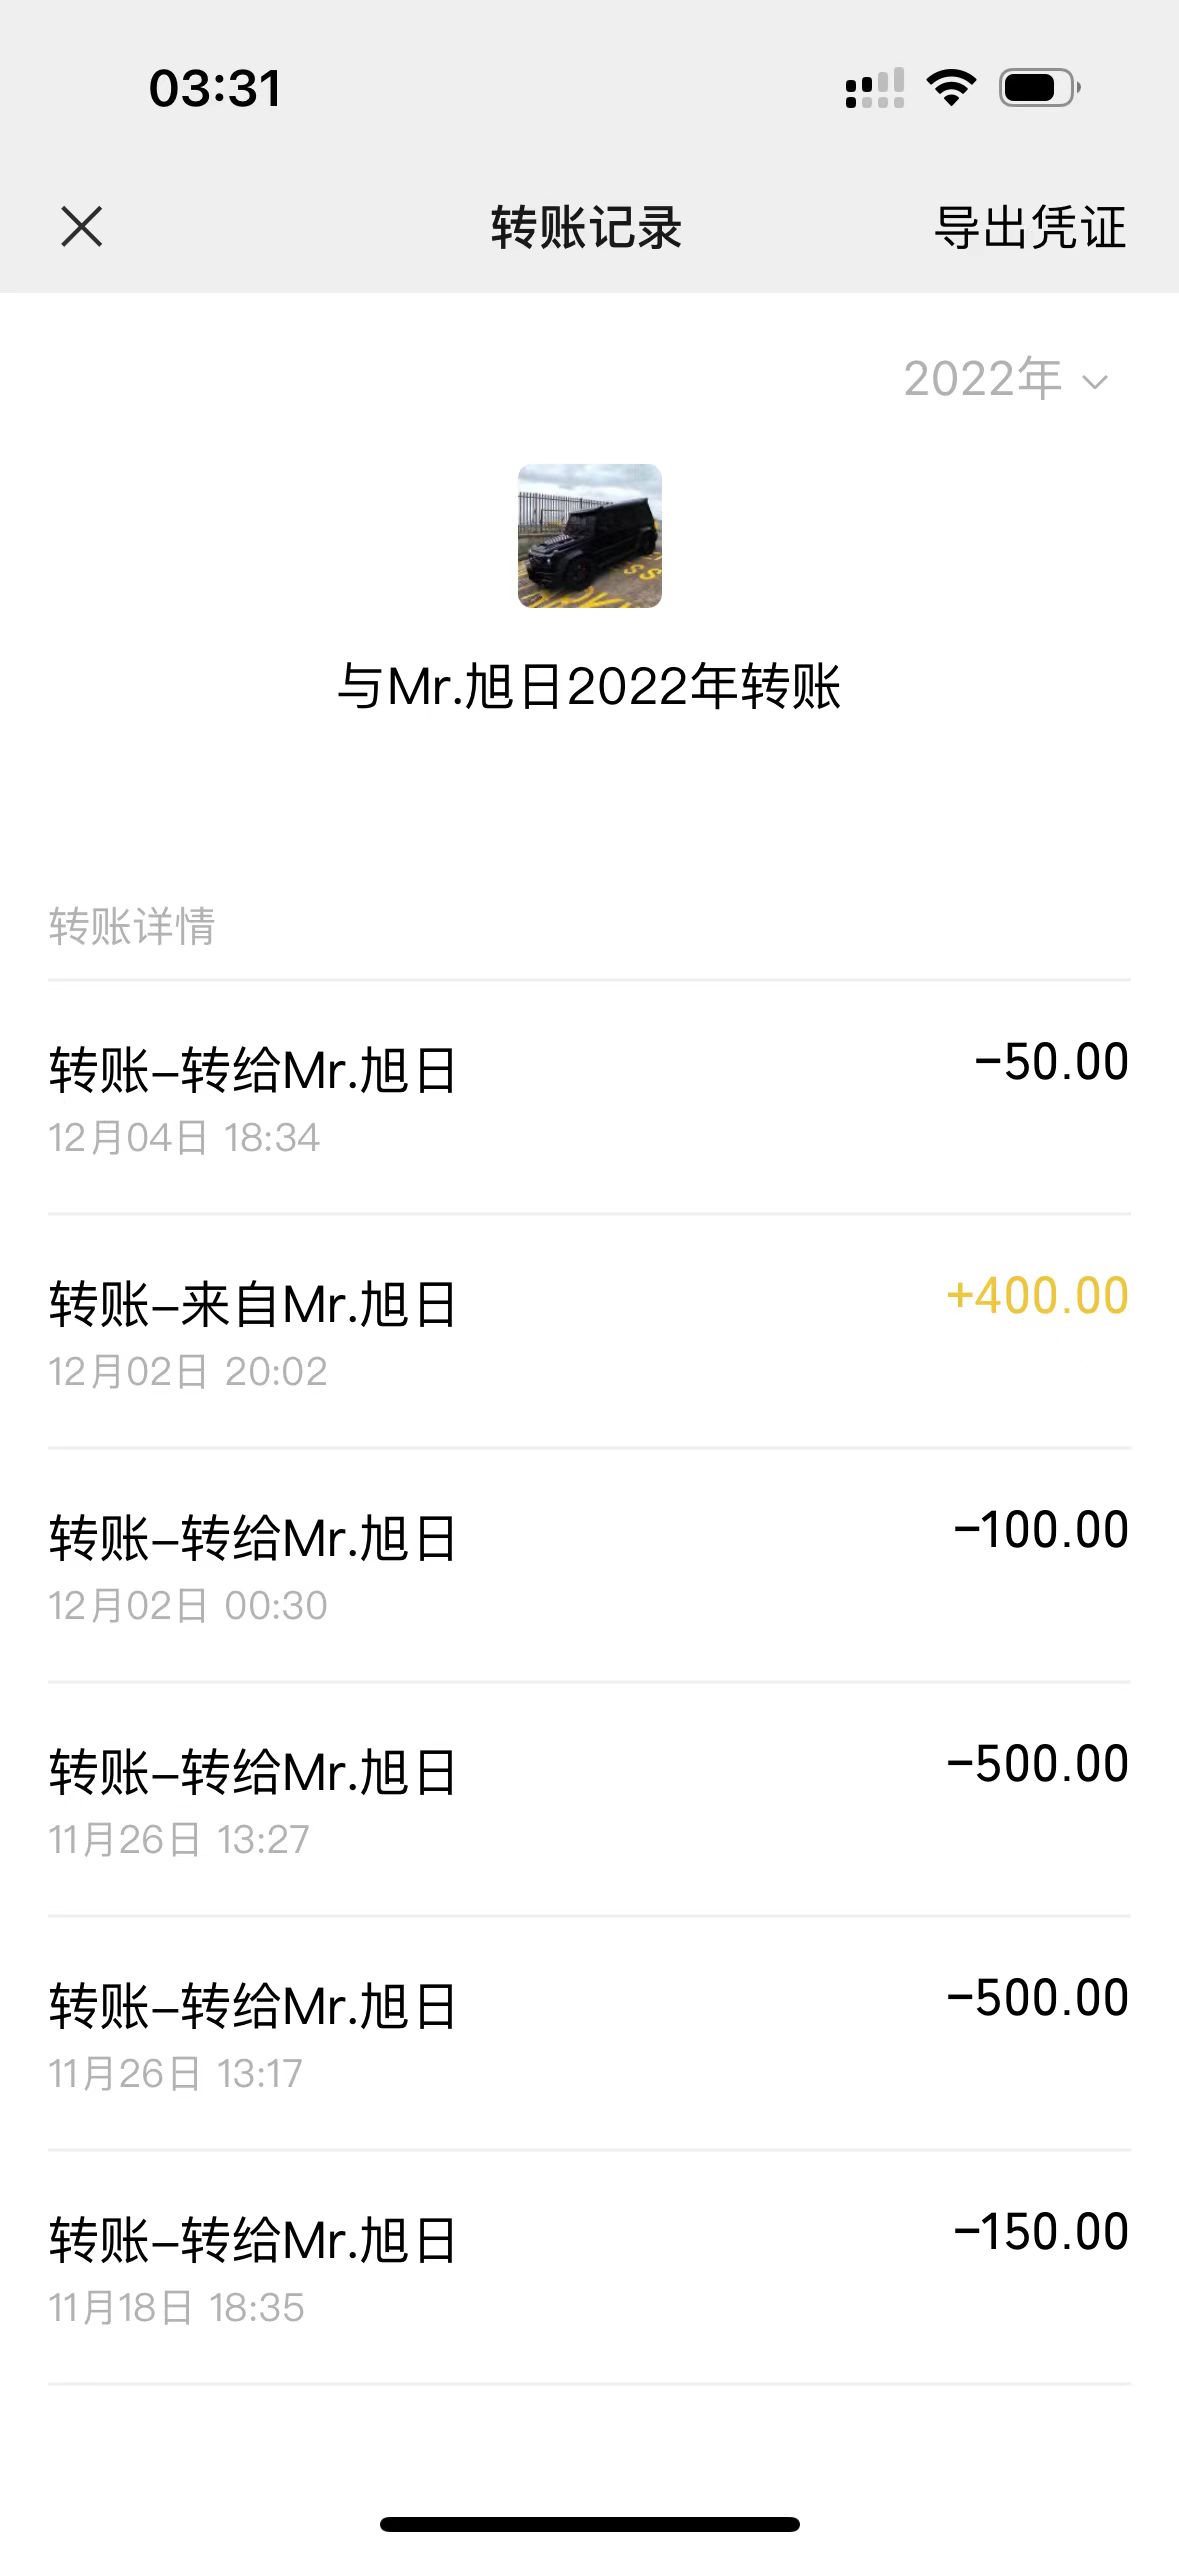 03:31
转账记录
导出凭证
2022年
与Mr.旭日2022年转账
转账详情
转账-转给Mr.旭日
-50.00
12月04日 18:34
转账-来自Mr.旭日
+400.00
12月02日 20:02
转账-转给Mr.旭日
-100.00
12月02日 00:30
转账-转给Mr.旭日
-500.00
11月26日 13:27
转账-转给Mr.旭日
-500.00
11月26日 13:17
转账-转给Mr.旭日
-150.00
11月18日 18:35